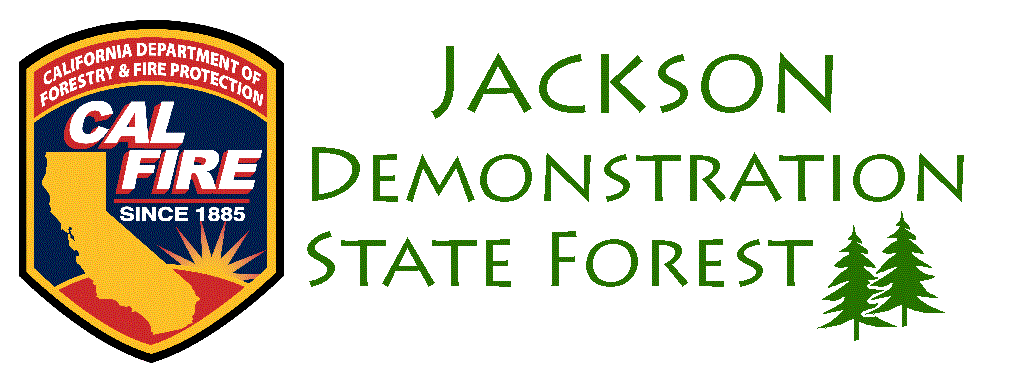 CALIFORNIA DEPARTMENT OF
FORESTRY & FIRE PROTECTION
CAL
FIRE
SINCE 1885
JACKSON
DEMONSTRATION
STATE FOREST